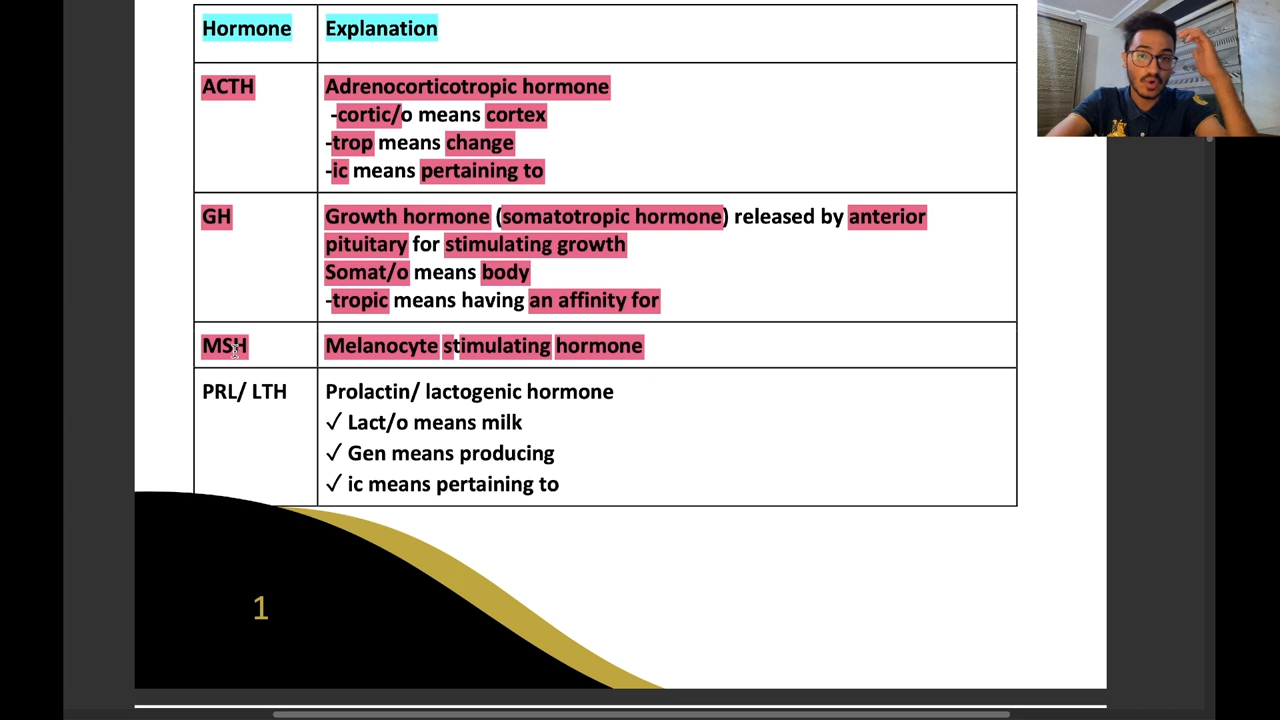 Hormone Explanation
ACTH Adrenocorticotropic hormone
-cortic/o means cortex
-trop means change
-ic means pertaining to
GH Growth hormone (somatotropic hormone) released by anterior
pituitary for stimulating growth
Somat/o means body
-tropic means having an affinity for
MSH Melanocyte stimulating hormone
PRL/ LTH Prolactin/ lactogenic hormone
✓ Lact/o means milk
✓ Gen means producing
✓ ic means pertaining to
1